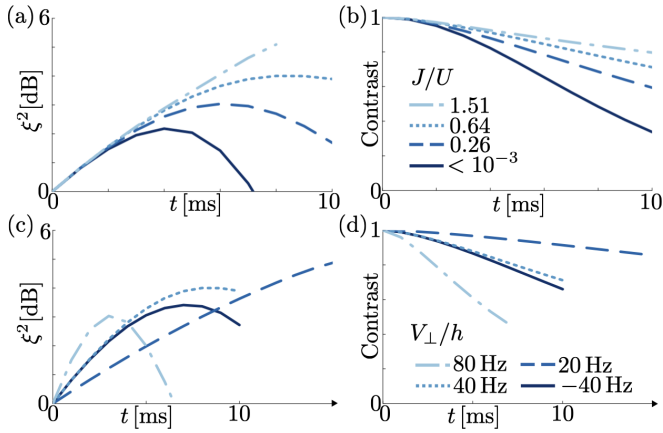 (a)
6
ξ² [dB]
0
0
t [ms]
10
(b)
1
Contrast
0
0
t [ms]
10
J/U
1.51
0.64
0.26
< 10⁻³
(c)
6
ξ² [dB]
0
0
t [ms]
10
(d)
1
Contrast
0
0
t [ms]
10
V⊥/h
80 Hz
20 Hz
40 Hz
−40 Hz